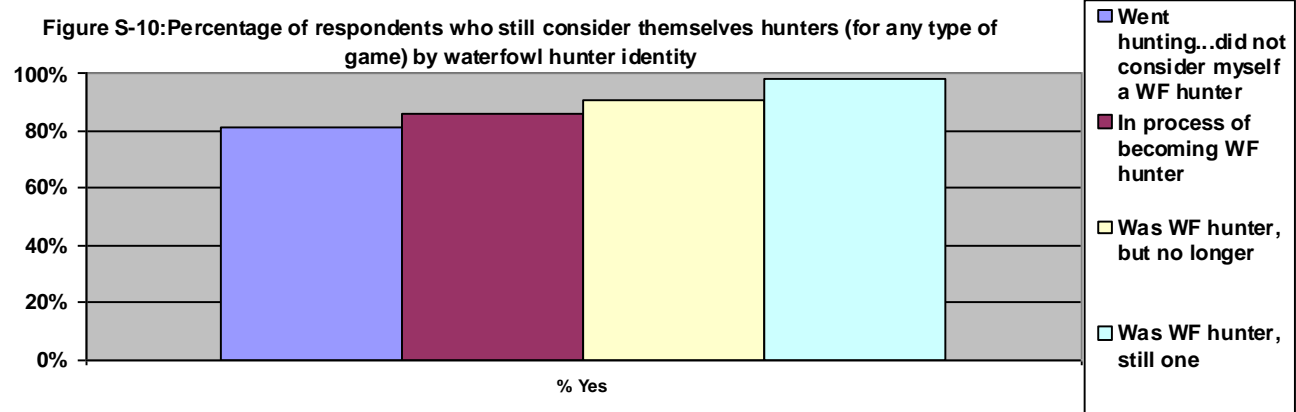 Figure S-10:Percentage of respondents who still consider themselves hunters (for any type of
game) by waterfowl hunter identity
100%
80%
60%
40%
20%
0%
% Yes
Went
hunting...did not
consider myself
a WF hunter
In process of
becoming WF
hunter
Was WF hunter,
but no longer
Was WF hunter,
still one